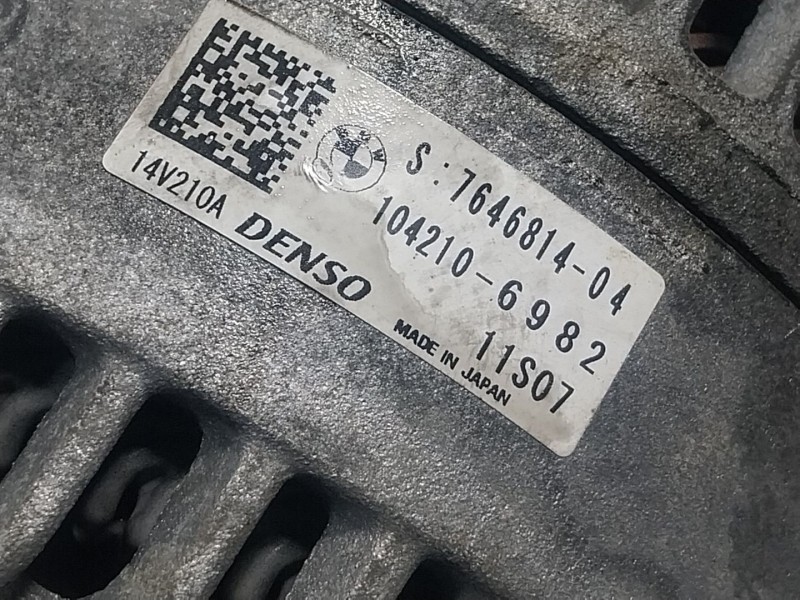 S:7646814-04
104210-6982
14V210A
DENSO
11S07
MADE IN JAPAN